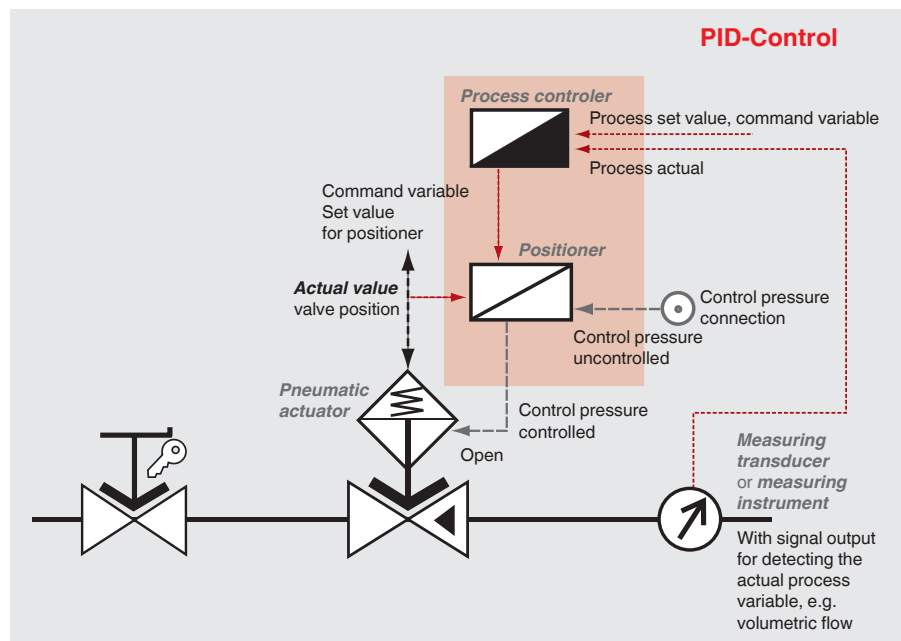 PID-Control
Process controler
Process set value, command variable
Process actual
Command variable
Set value
for positioner
Positioner
Actual value
valve position
Control pressure
connection
Control pressure
uncontrolled
Pneumatic
actuator
Control pressure
controlled
Open
Measuring
transducer
or measuring
instrument
With signal output
for detecting the
actual process
variable, e.g.
volumetric flow